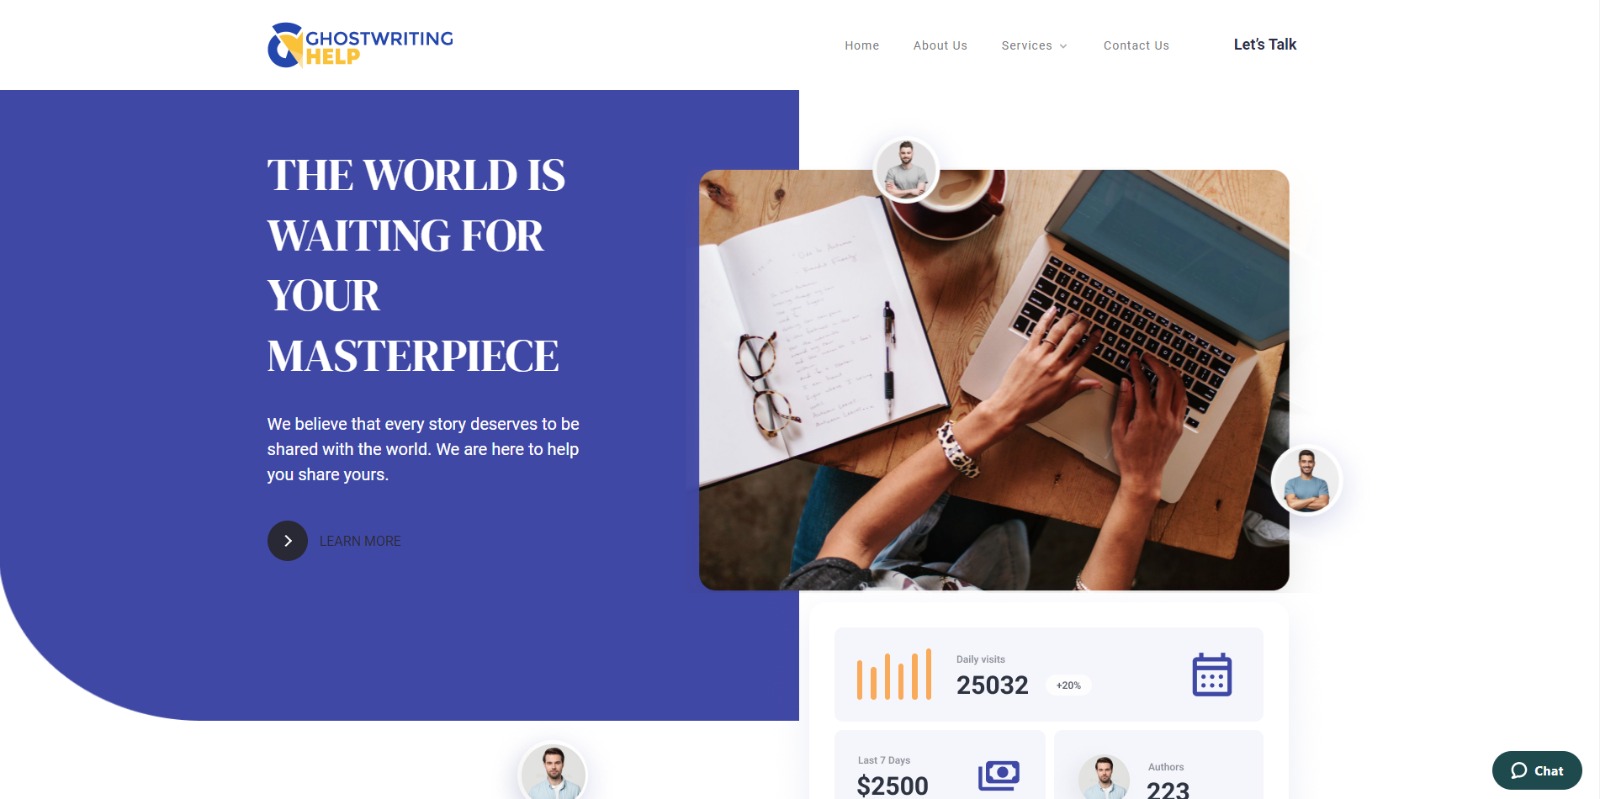 GHOSTWRITING
HELP
Home
About Us
Services
Contact Us
Let's Talk
THE WORLD IS
WAITING FOR
YOUR
MASTERPIECE
We believe that every story deserves to be
shared with the world. We are here to help
you share yours.
LEARN MORE
Daily visits
25032
+20%
Last 7 Days
$2500
Authors
223
Chat